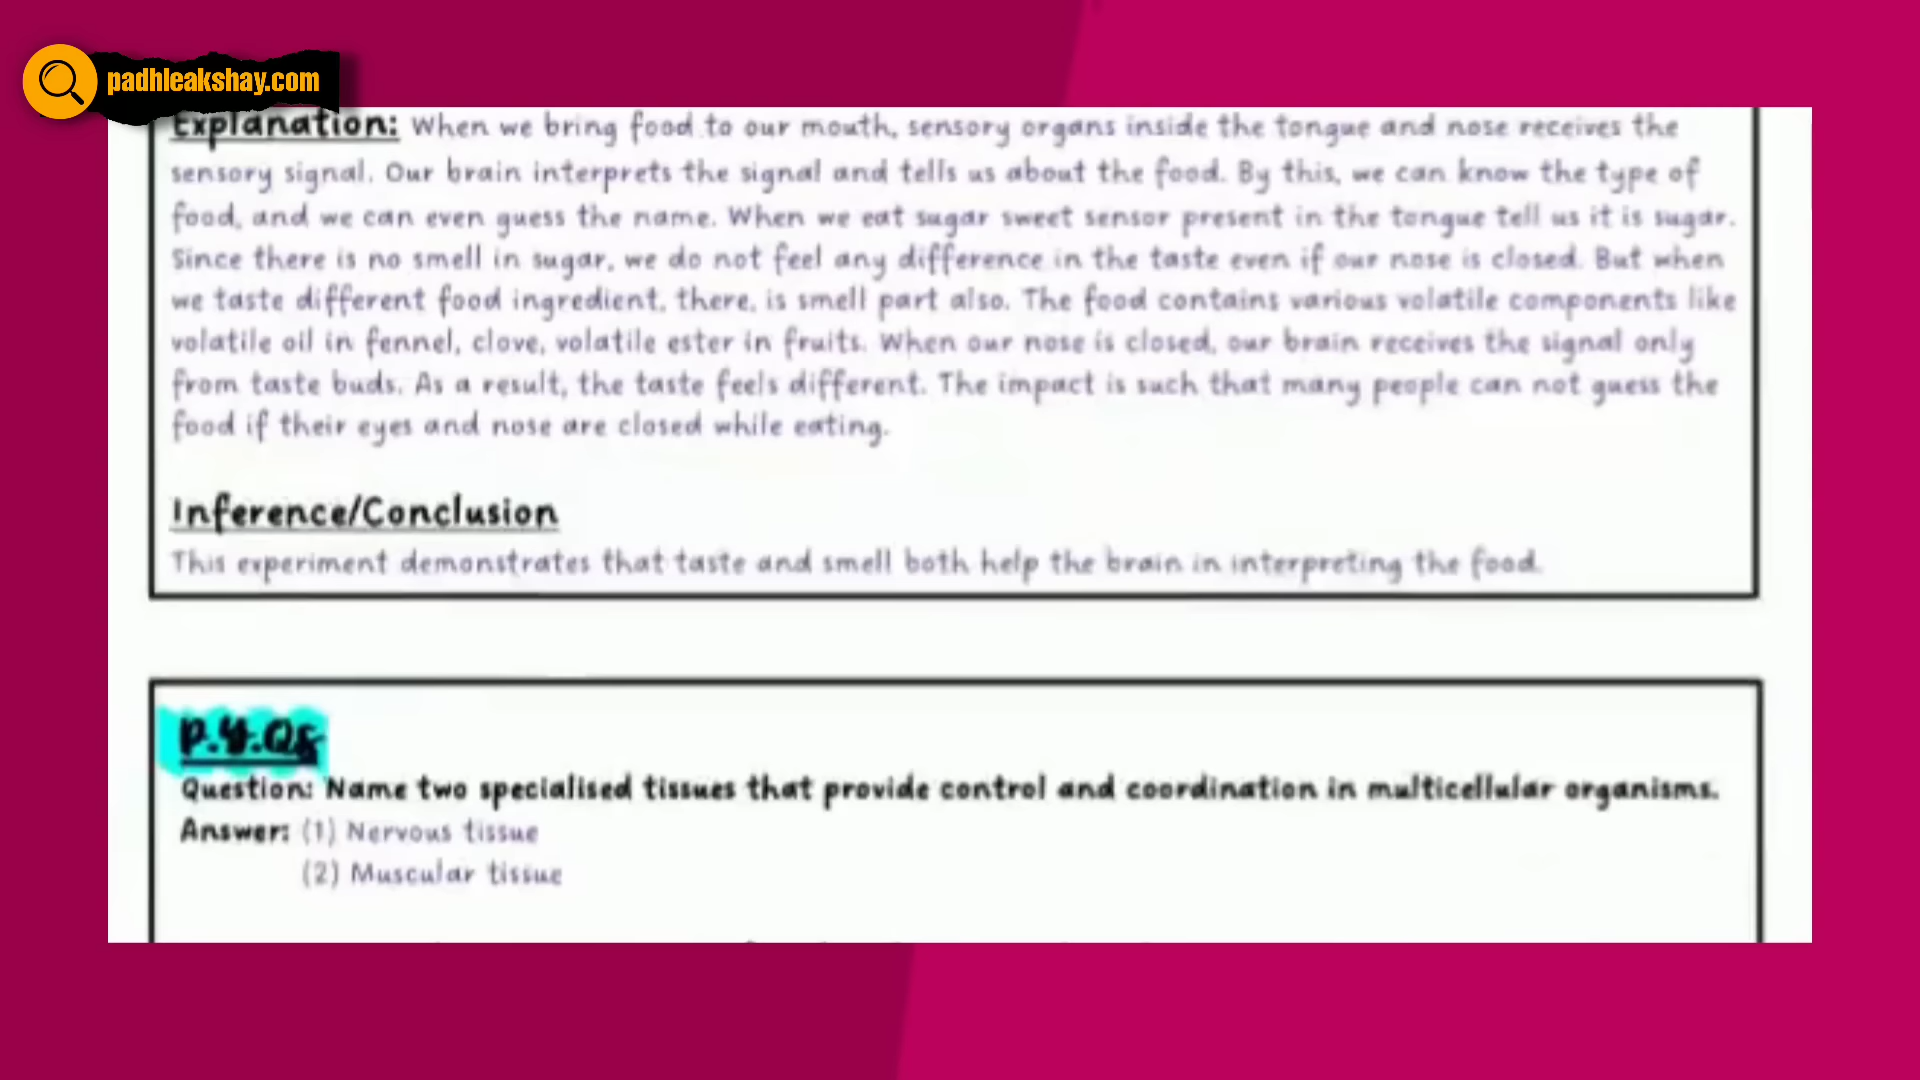 padhleakshay.com
Explanation: When we bring food to our mouth, sensory organs inside the tongue and nose receives the
sensory signal. Our brain interprets the signal and tells us about the food. By this, we can know the type of
food, and we can even guess the name. When we eat sugar sweet sensor present in the tongue tell us it is sugar.
Since there is no smell in sugar, we do not feel any difference in the taste even if our nose is closed. But when
we taste different food ingredient, there, is smell part also. The food contains various volatile components like
volatile oil in fennel, clove, volatile ester in fruits. When our nose is closed, our brain receives the signal only
from taste buds. As a result, the taste feels different. The impact is such that many people can not guess the
food if their eyes and nose are closed while eating.
Inference/Conclusion
This experiment demonstrates that taste and smell both help the brain in interpreting the food.
P.Y.Qs
Question: Name two specialised tissues that provide control and coordination in multicellular organisms.
Answer: (1) Nervous tissue
(2) Muscular tissue